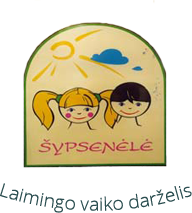 ŠYPSENĖLĖ
Laimingo vaiko darželis